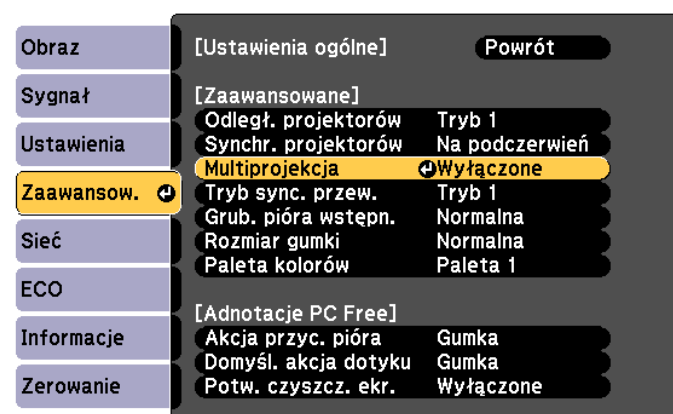 Obraz
Sygnał
Ustawienia
Zaawansow.
Sieć
ECO
Informacje
Zerowanie
[Ustawienia ogólne] Powrót
[Zaawansowane]
Odległ. projektorów Tryb 1
Synchr. projektorów Na podczerwień
Multiprojekcja Wyłączone
Tryb sync. przew. Tryb 1
Grub. pióra wstępn. Normalna
Rozmiar gumki Normalna
Paleta kolorów Paleta 1
[Adnotacje PC Free]
Akcja przyc. pióra Gumka
Domyśl. akcja dotyku Gumka
Potw. czyszcz. ekr. Wyłączone